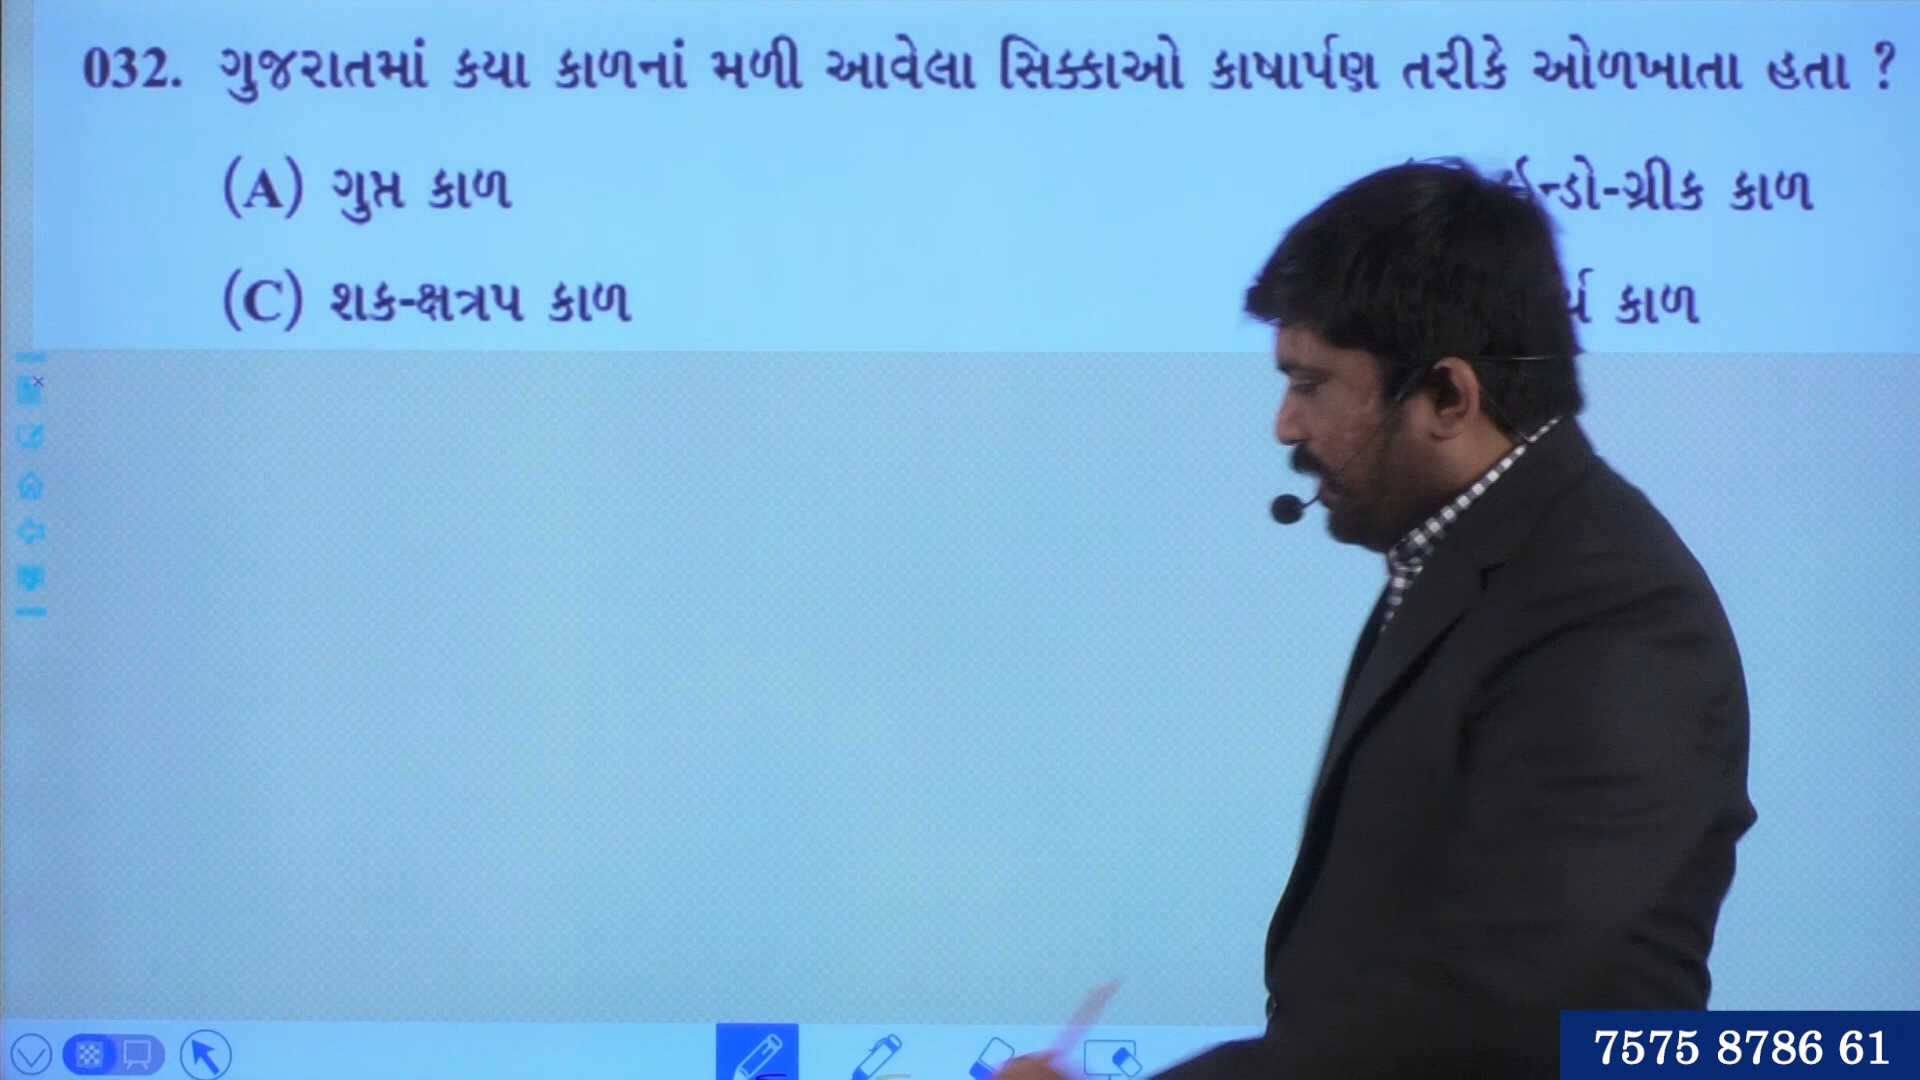 032. ગુજરાતમાં કયા કાળનાં મળી આવેલા સિક્કાઓ કાષાર્પણ તરીકે ઓળખાતા હતા ?
(A) ગુપ્ત કાળ
કાળ
(C) શક-ક્ષત્રપ કાળ
કાળ
7575 8786 61